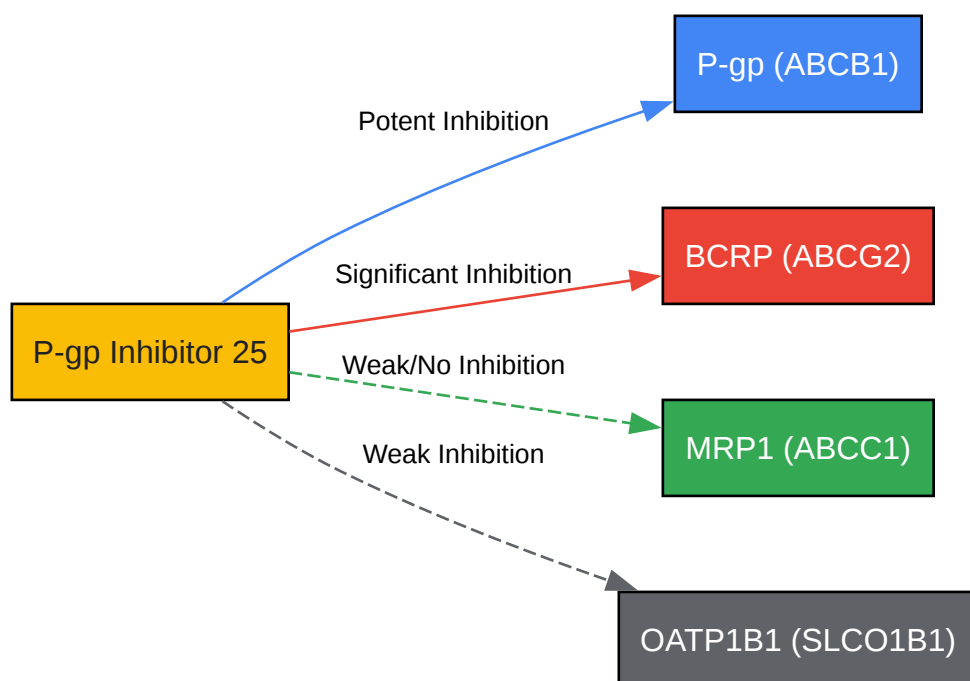 P-gp (ABCB1)
Potent Inhibition
BCRP (ABCG2)
Significant Inhibition
P-gp Inhibitor 25
Weak/No Inhibition
MRP1 (ABCC1)
Weak Inhibition
OATP1B1 (SLCO1B1)